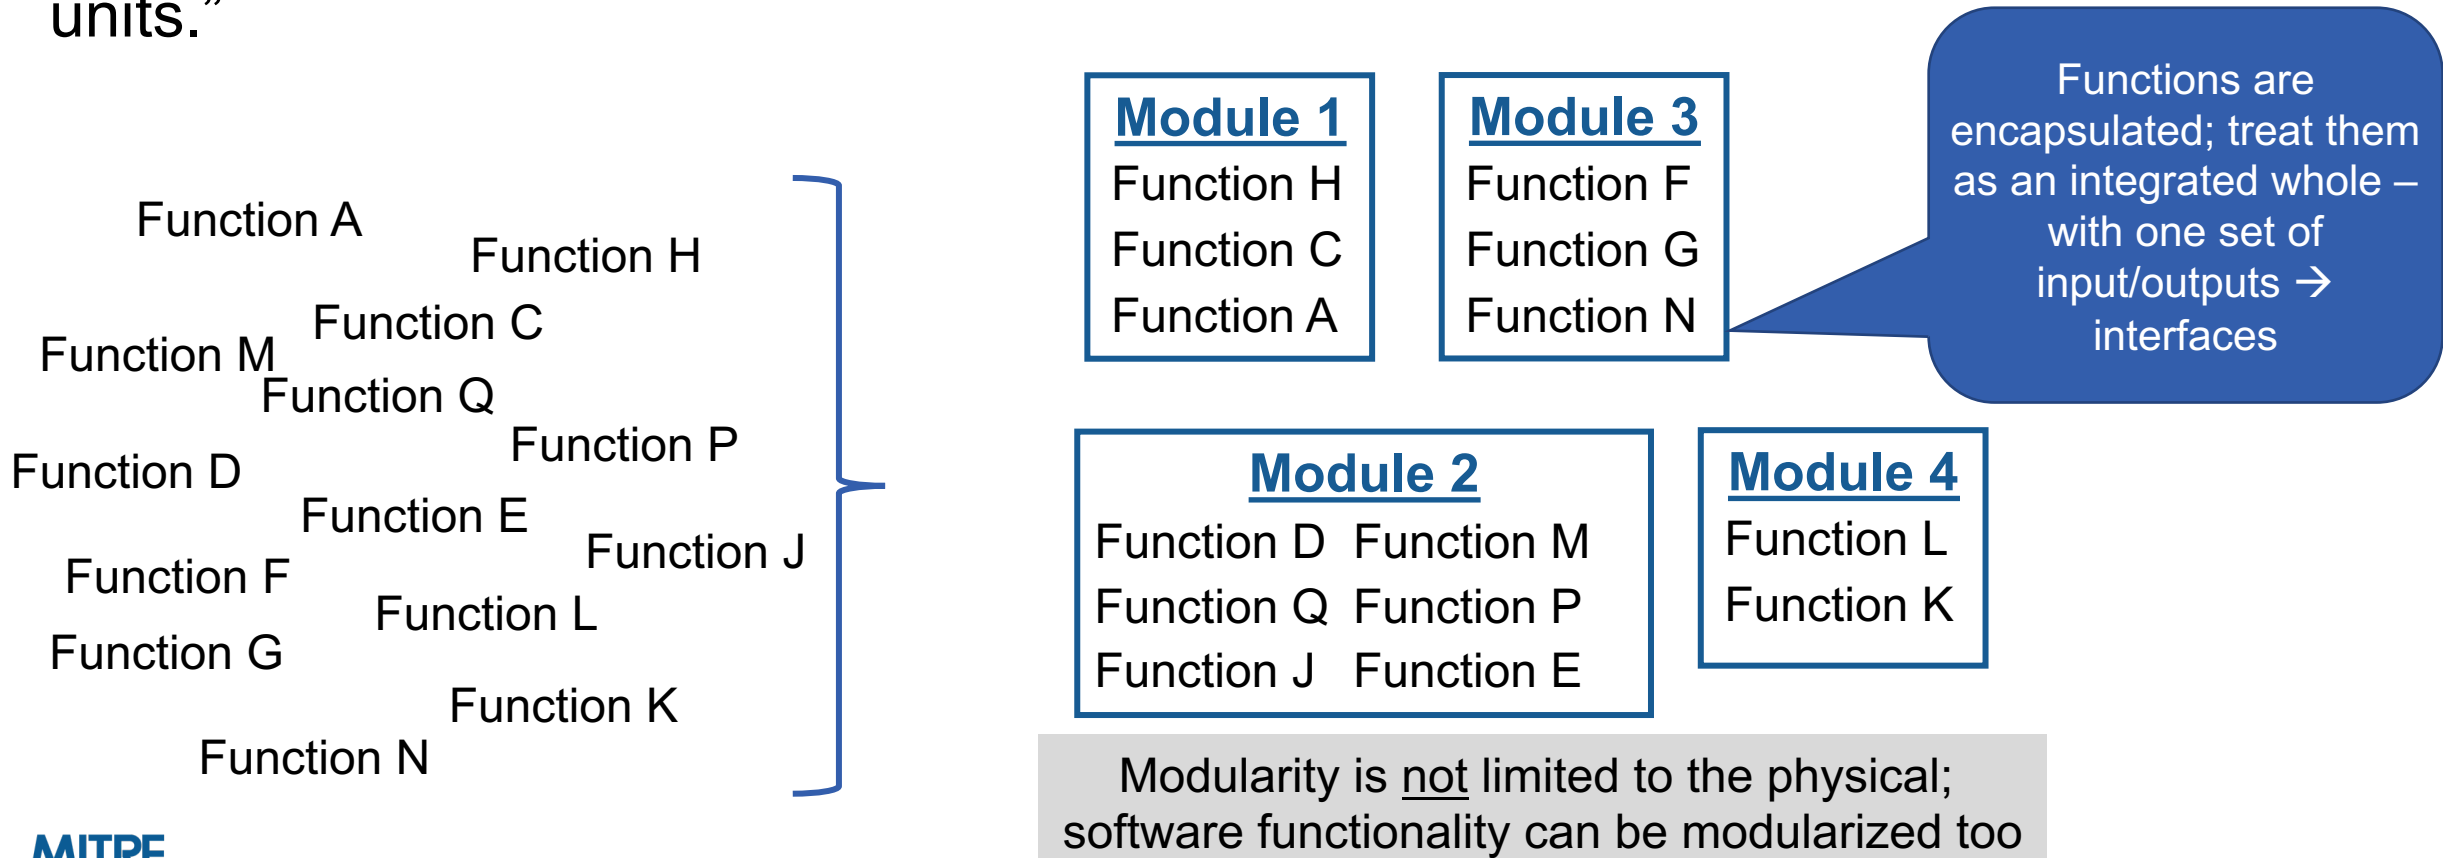 units.”
Function A
Function H
Function C
Function M
Function Q
Function P
Function D
Function E
Function J
Function F
Function L
Function G
Function K
Function N
Module 1
Function H
Function C
Function A
Module 3
Function F
Function G
Function N
Functions are
encapsulated; treat them
as an integrated whole –
with one set of
input/outputs →
interfaces
Module 2
Function D Function M
Function Q Function P
Function J Function E
Module 4
Function L
Function K
Modularity is not limited to the physical;
software functionality can be modularized too
MITRE